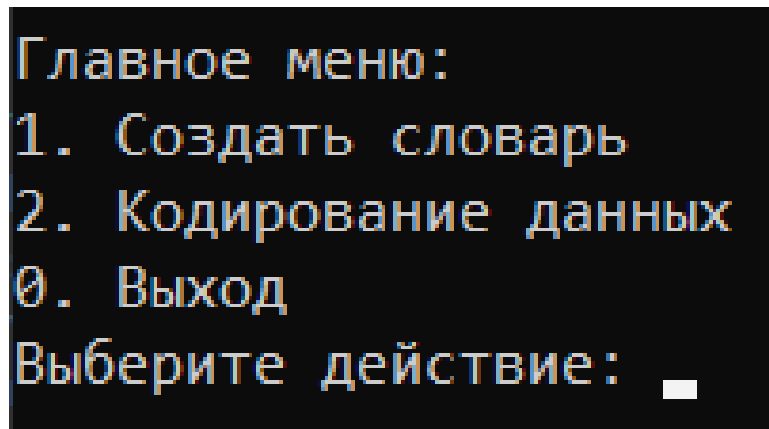 Главное меню:
1. Создать словарь
2. Кодирование данных
0. Выход
Выберите действие: